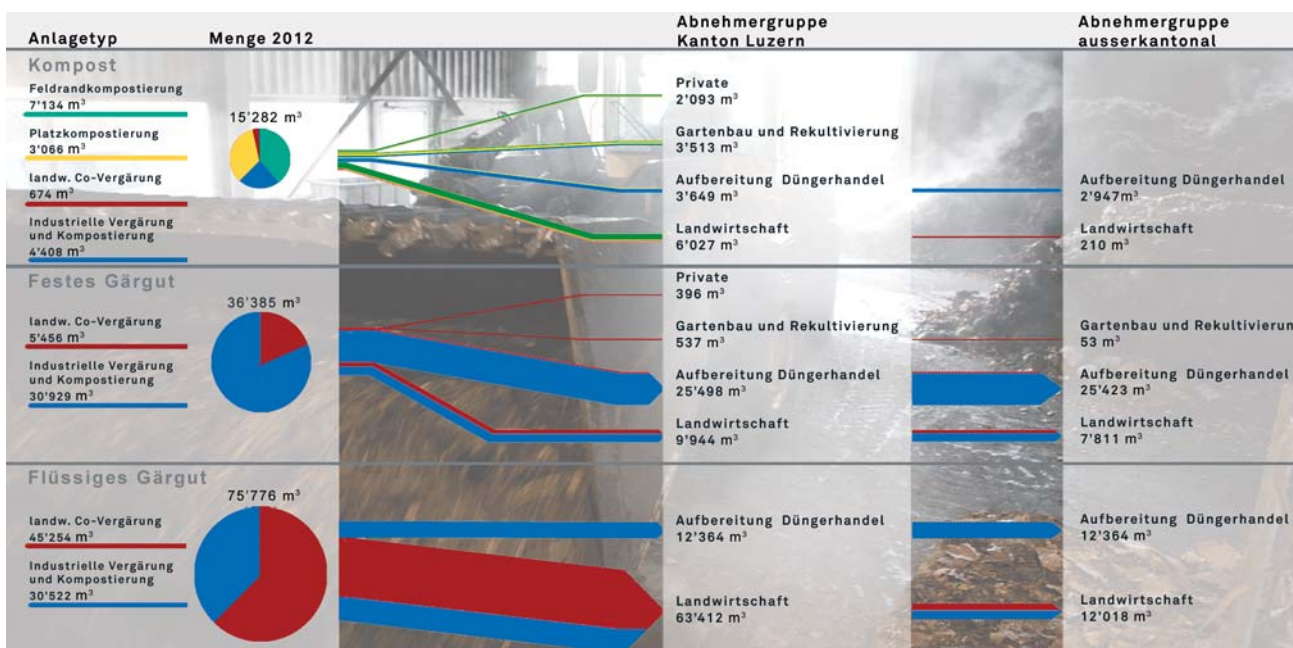 Anlagetyp
Menge 2012
Abnehmergruppe
Kanton Luzern
Abnehmergruppe
ausserkantonal
Kompost
Feldrandkompostierung
7'134 m³
Platzkompostierung
3'066 m³
landw. Co-Vergärung
674 m³
Industrielle Vergärung
und Kompostierung
4'408 m³
15'282 m³
Private
2'093 m³
Gartenbau und Rekultivierung
3'513 m³
Aufbereitung Düngerhandel
3'649 m³
Landwirtschaft
6'027 m³
Aufbereitung Düngerhandel
2'947m³
Landwirtschaft
210 m³
Festes Gärgut
landw. Co-Vergärung
5'456 m³
Industrielle Vergärung
und Kompostierung
30'929 m³
36'385 m³
Private
396 m³
Gartenbau und Rekultivierung
537 m³
Aufbereitung Düngerhandel
25'498 m³
Landwirtschaft
9'944 m³
Gartenbau und Rekultivierun
53 m³
Aufbereitung Düngerhandel
25'423 m³
Landwirtschaft
7'811 m³
Flüssiges Gärgut
landw. Co-Vergärung
45'254 m³
Industrielle Vergärung
und Kompostierung
30'522 m³
75'776 m³
Aufbereitung Düngerhandel
12'364 m³
Landwirtschaft
63'412 m³
Aufbereitung Düngerhandel
12'364 m³
Landwirtschaft
12'018 m³